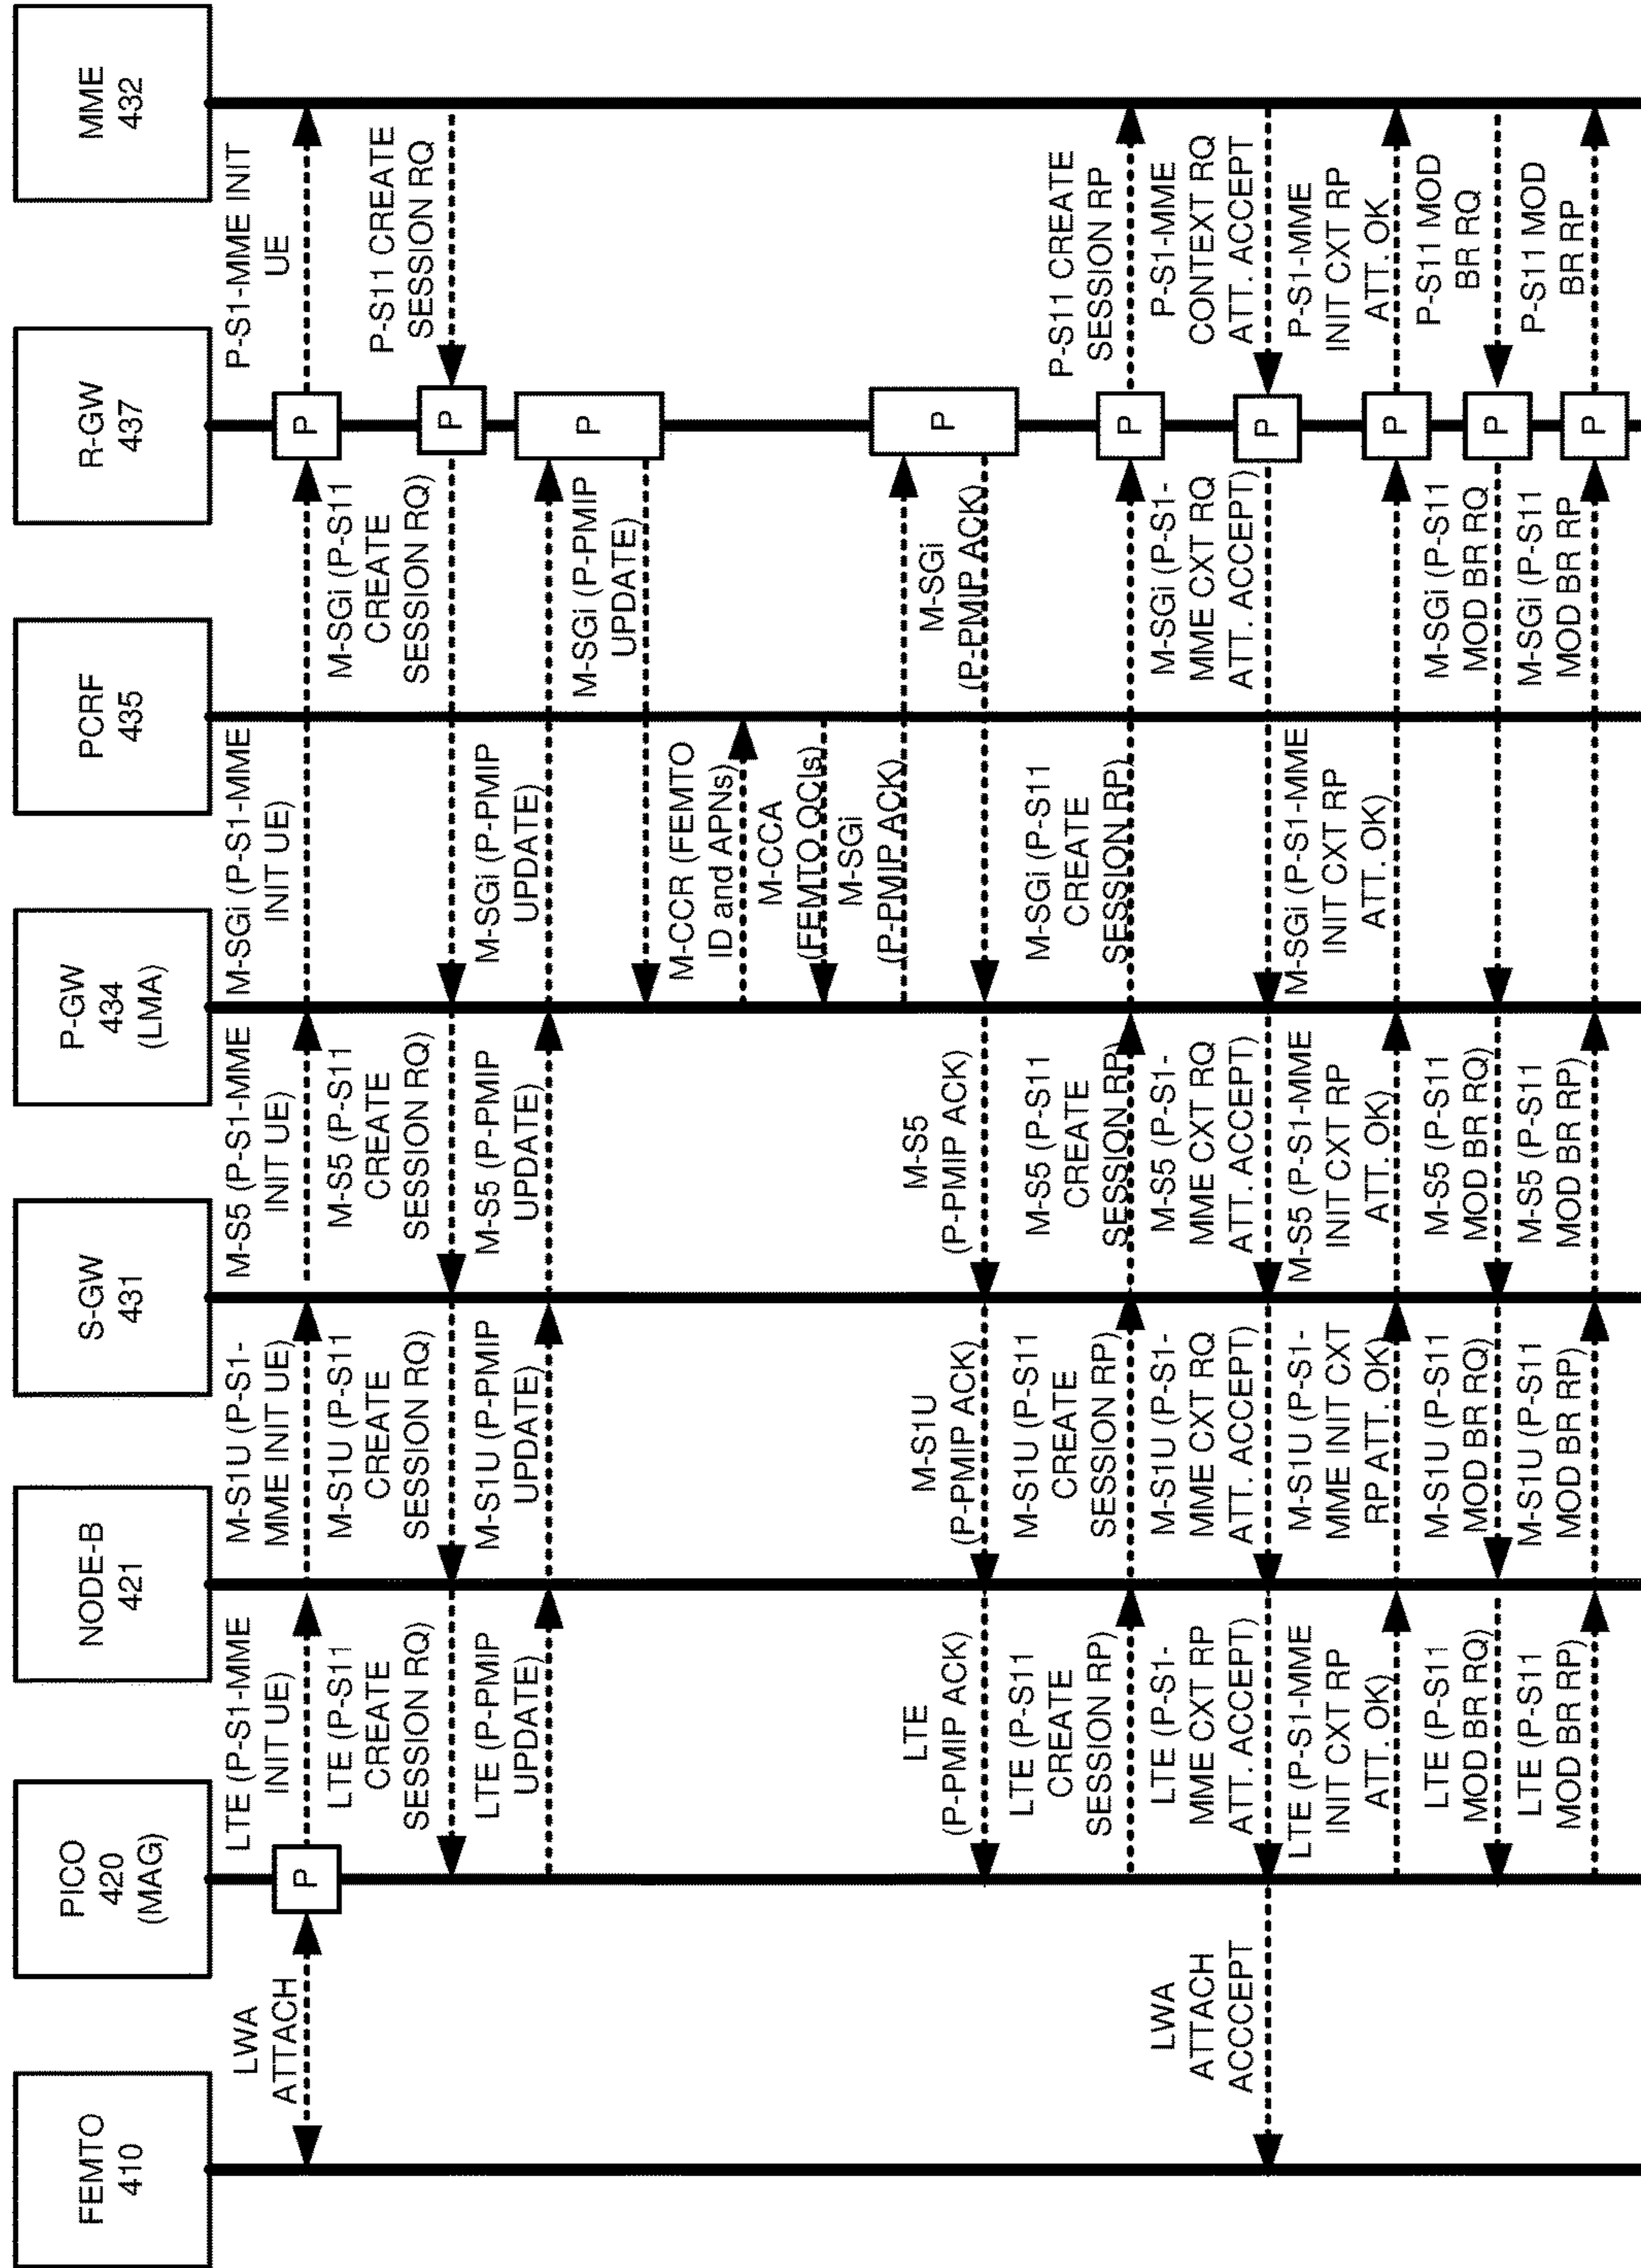 FEMTO
410
PICO
420
(MAG)
NODE-B
421
S-GW
431
P-GW
434
(LMA)
PCRF
435
R-GW
437
MME
432
LWA
ATTACH
P
LTE (P-S1-MME
INIT UE)
M-S1U (P-S1-
MME INIT UE)
M-S5 (P-S1-MME
INIT UE)
M-SGi (P-S1-MME
INIT UE)
P
P-S1-MME INIT
UE
LTE (P-S11
CREATE
SESSION RQ)
M-S1U (P-S11
CREATE
SESSION RQ)
M-S5 (P-S11
CREATE
SESSION RQ)
M-SGi (P-S11
CREATE
SESSION RQ)
P
P-S11 CREATE
SESSION RQ
LTE (P-PMIP
UPDATE)
M-S1U (P-PMIP
UPDATE)
M-S5 (P-PMIP
UPDATE)
M-SGi (P-PMIP
UPDATE)
M-SGi (P-PMIP
UPDATE)
P
M-CCR (FEMTO
ID and APNs)
M-CCA
(FEMTO QCIs)
M-SGi
(P-PMIP ACK)
P
LTE
(P-PMIP ACK)
M-S1U
(P-PMIP ACK)
M-S5
(P-PMIP ACK)
M-SGi
(P-PMIP ACK)
LTE (P-S11
CREATE
SESSION RP)
M-S1U (P-S11
CREATE
SESSION RP)
M-S5 (P-S11
CREATE
SESSION RP)
M-SGi (P-S11
CREATE
SESSION RP)
P
P-S11 CREATE
SESSION RP
LWA
ATTACH
ACCCEPT
LTE (P-S1-
MME CXT RP
ATT. ACCEPT)
M-S1U (P-S1-
MME CXT RQ
ATT. ACCEPT)
M-S5 (P-S1-
MME CXT RQ
ATT. ACCEPT)
M-SGi (P-S1-
MME CXT RQ
ATT. ACCEPT)
P
P-S1-MME
CONTEXT RQ
ATT. ACCEPT
LTE (P-S1-MME
INIT CXT RP
ATT. OK)
M-S1U (P-S1-
MME INIT CXT
RP ATT. OK)
M-S5 (P-S1-MME
INIT CXT RP
ATT. OK)
M-SGi (P-S1-MME
INIT CXT RP
ATT. OK)
P
P-S1-MME
INIT CXT RP
ATT. OK
LTE (P-S11
MOD BR RQ)
M-S1U (P-S11
MOD BR RQ)
M-S5 (P-S11
MOD BR RQ)
M-SGi (P-S11
MOD BR RQ
P
P-S11 MOD
BR RQ
LTE (P-S11
MOD BR RP)
M-S1U (P-S11
MOD BR RP)
M-S5 (P-S11
MOD BR RP)
M-SGi (P-S11
MOD BR RP
P
P-S11 MOD
BR RP